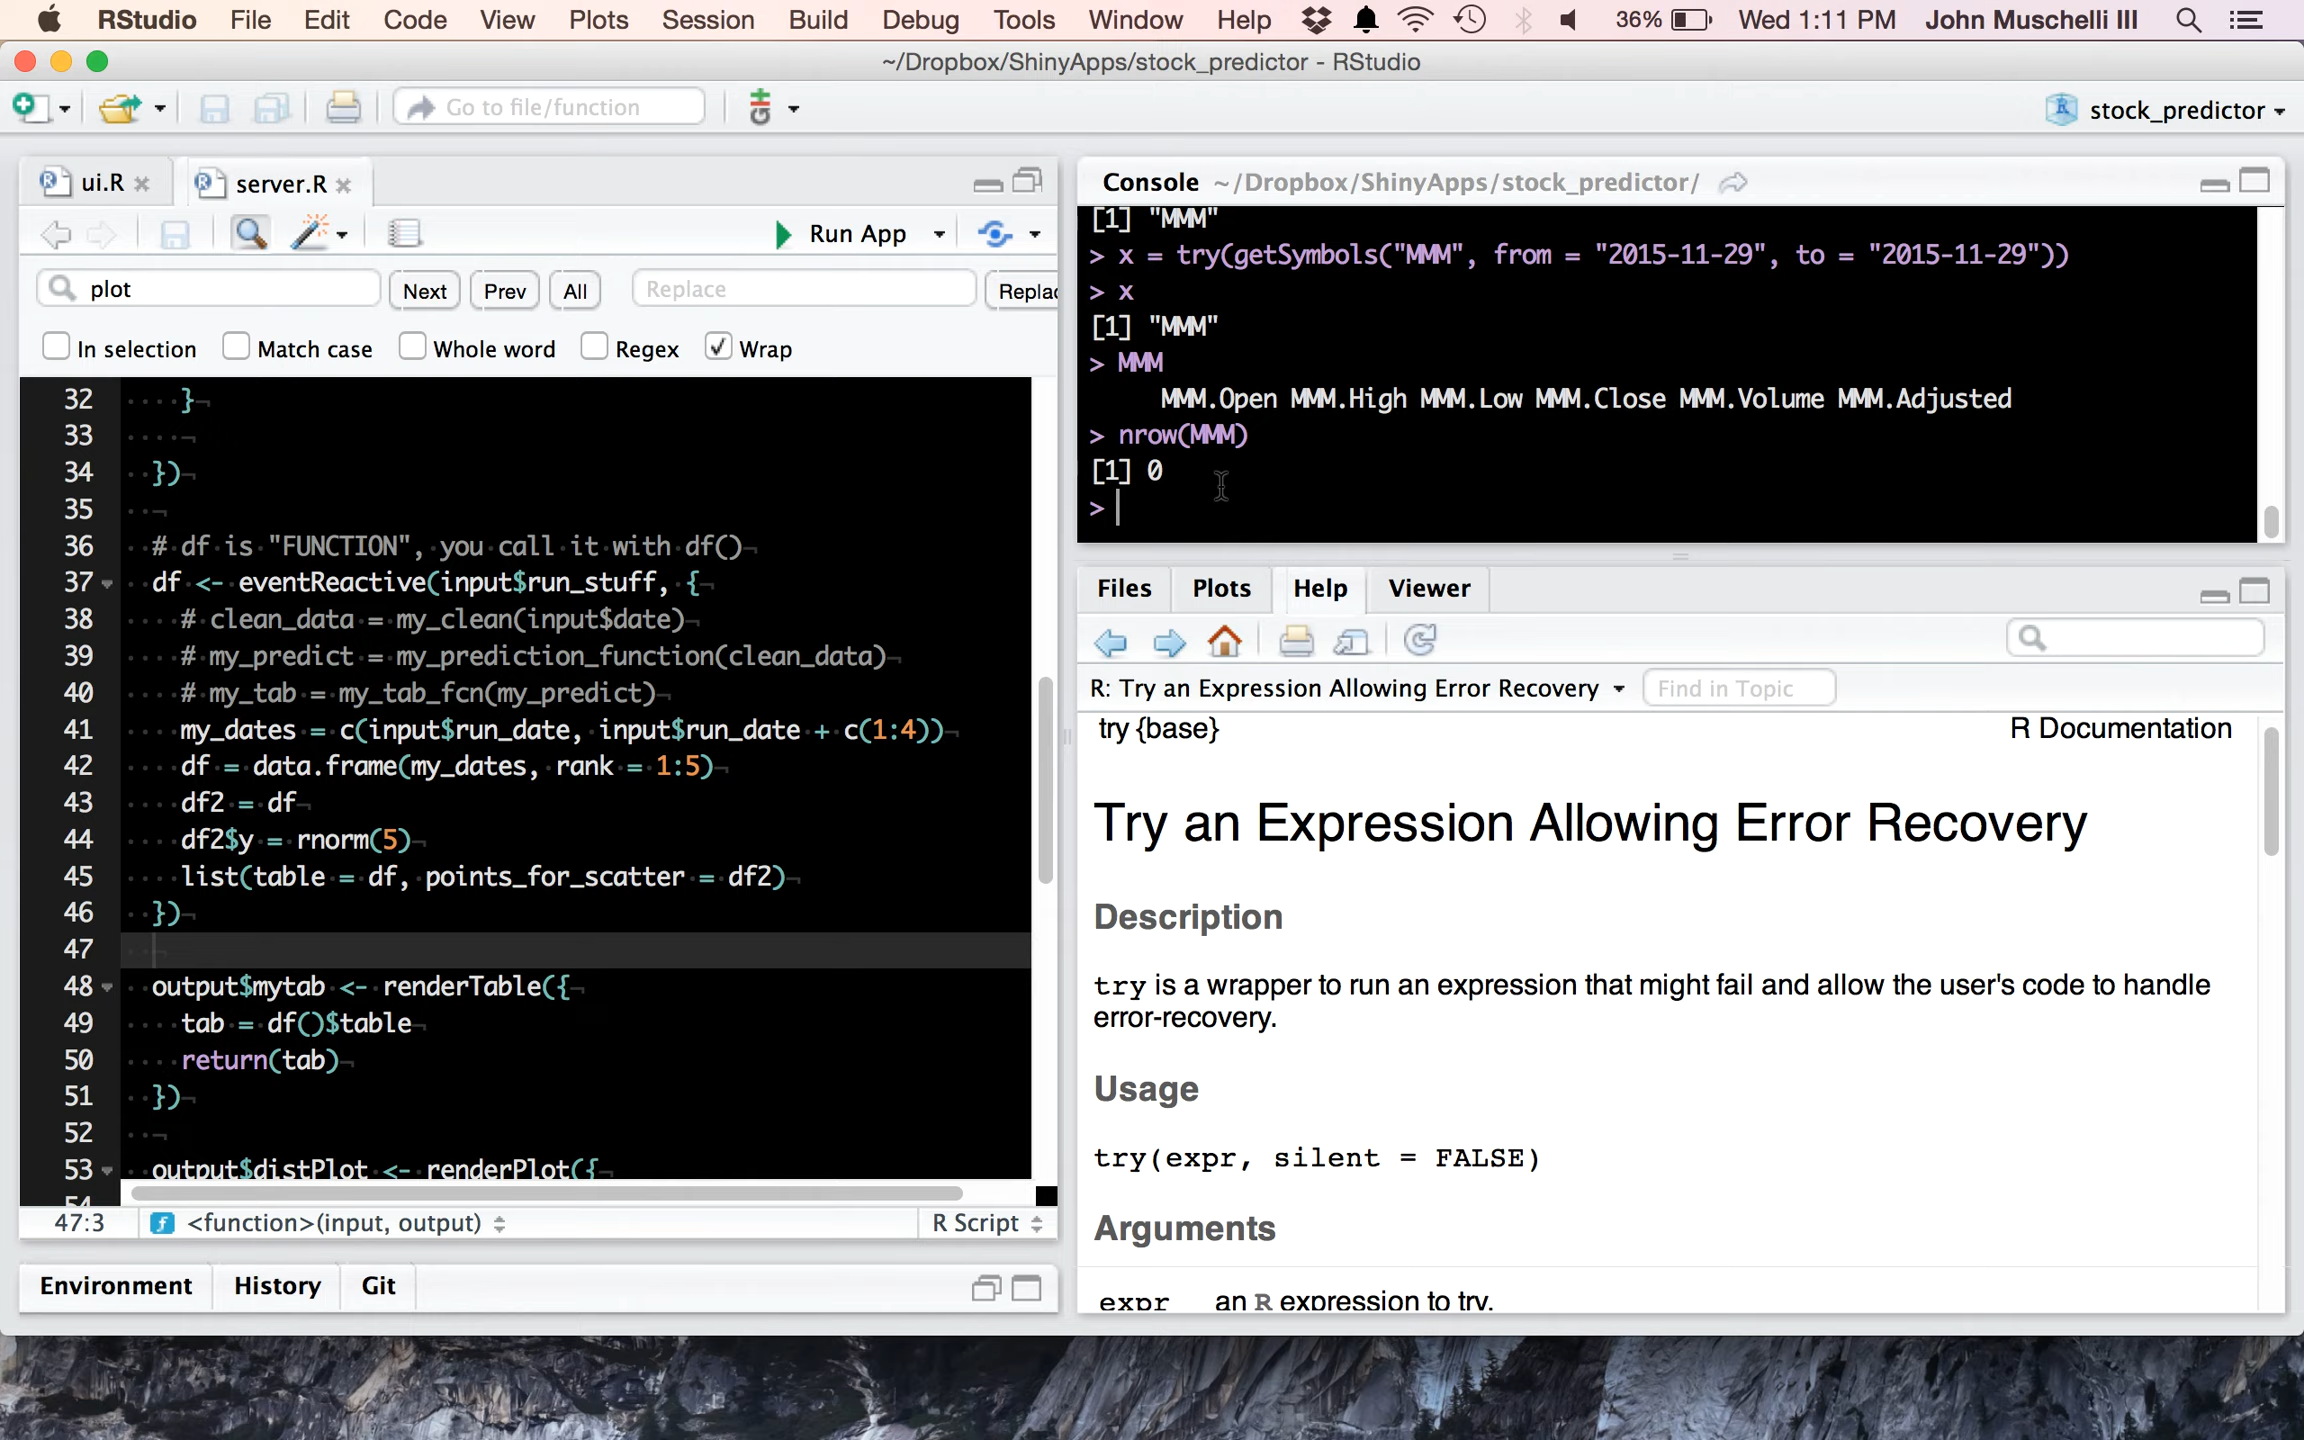 RStudio File Edit Code View Plots Session Build Debug Tools Window Help 36% Wed 1:11 PM John Muschelli III
~/Dropbox/ShinyApps/stock_predictor - RStudio
Go to file/function
stock_predictor
ui.R
server.R
Run App
plot Next Prev All Replace Replac
In selection Match case Whole word Regex Wrap
32 }
33
34 })
35
36 # df is "FUNCTION", you call it with df()
37 df <- eventReactive(input$run_stuff, {
38 # clean_data = my_clean(input$date)
39 # my_predict = my_prediction_function(clean_data)
40 # my_tab = my_tab_fcn(my_predict)
41 my_dates = c(input$run_date, input$run_date + c(1:4))
42 df = data.frame(my_dates, rank = 1:5)
43 df2 = df
44 df2$y = rnorm(5)
45 list(table = df, points_for_scatter = df2)
46 })
47
48 output$mytab <- renderTable({
49 tab = df()$table
50 return(tab)
51 })
52
53 output$distPlot <- renderPlot({
54
47:3 <function>(input, output) R Script
Environment History Git
Console ~/Dropbox/ShinyApps/stock_predictor/
[1] "MMM"
> x = try(getSymbols("MMM", from = "2015-11-29", to = "2015-11-29"))
> x
[1] "MMM"
> MMM
MMM.Open MMM.High MMM.Low MMM.Close MMM.Volume MMM.Adjusted
> nrow(MMM)
[1] 0
>
Files Plots Help Viewer
R: Try an Expression Allowing Error Recovery Find in Topic
try {base} R Documentation
Try an Expression Allowing Error Recovery
Description
try is a wrapper to run an expression that might fail and allow the user's code to handle
error-recovery.
Usage
try(expr, silent = FALSE)
Arguments
expr an R expression to try.